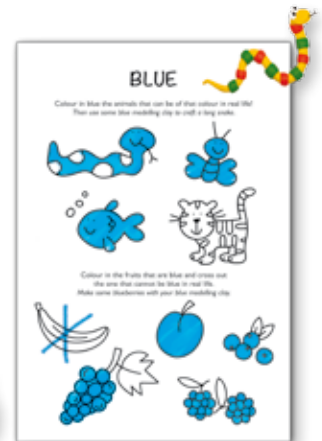 BLUE
Colour in blue the animals that can be of that colour in real life!
Then use some blue modelling clay to craft a long snake.
Colour in the fruits that are blue and cross out
the one that cannot be blue in real life.
Make some blueberries with your blue modelling clay.